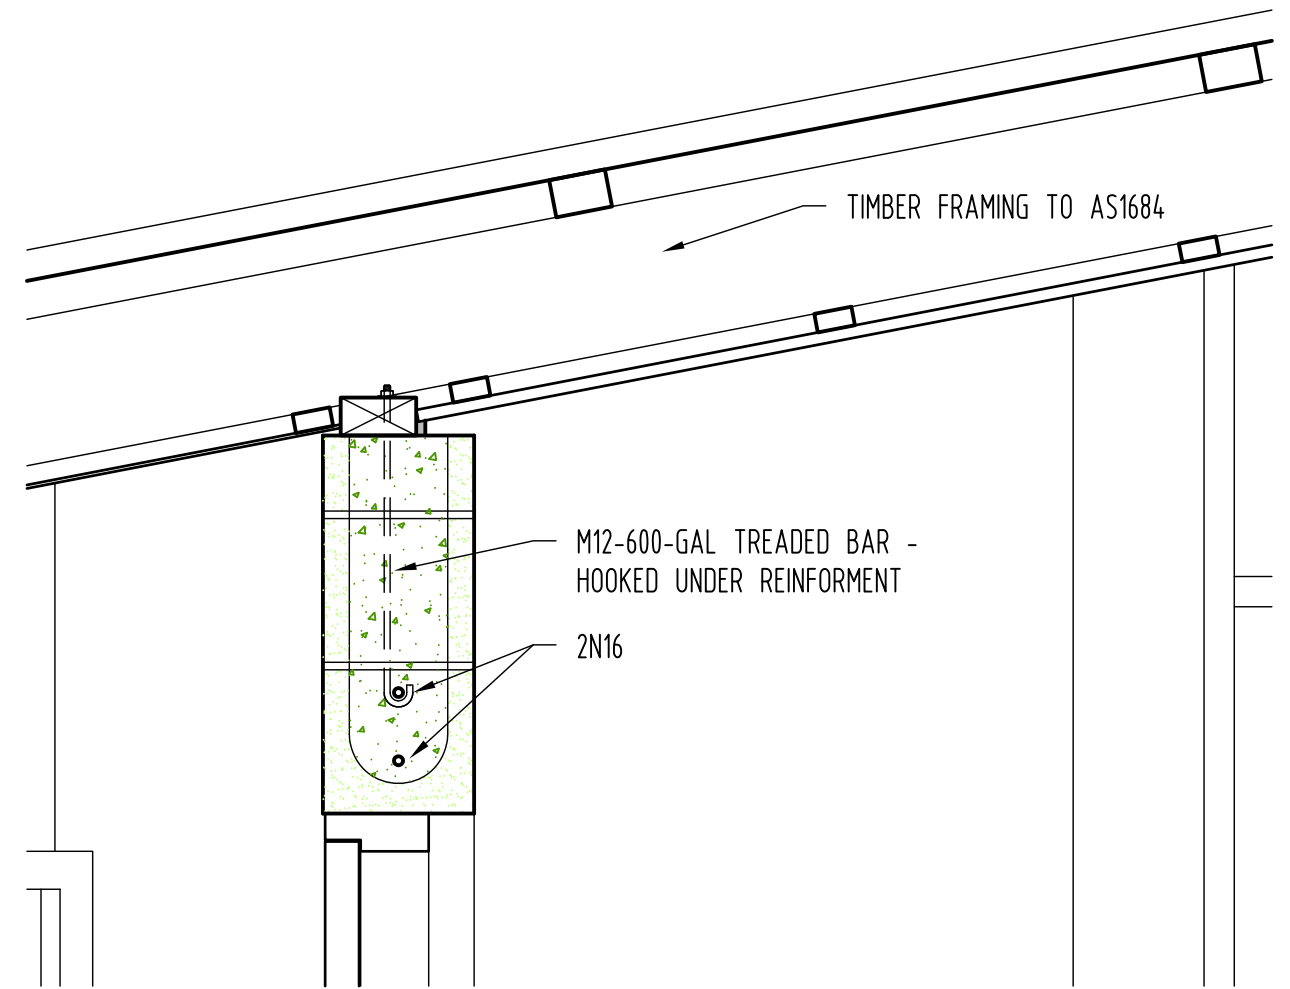 TIMBER FRAMING TO AS1684
M12-600-GAL TREADED BAR -
HOOKED UNDER REINFORMENT
2N16